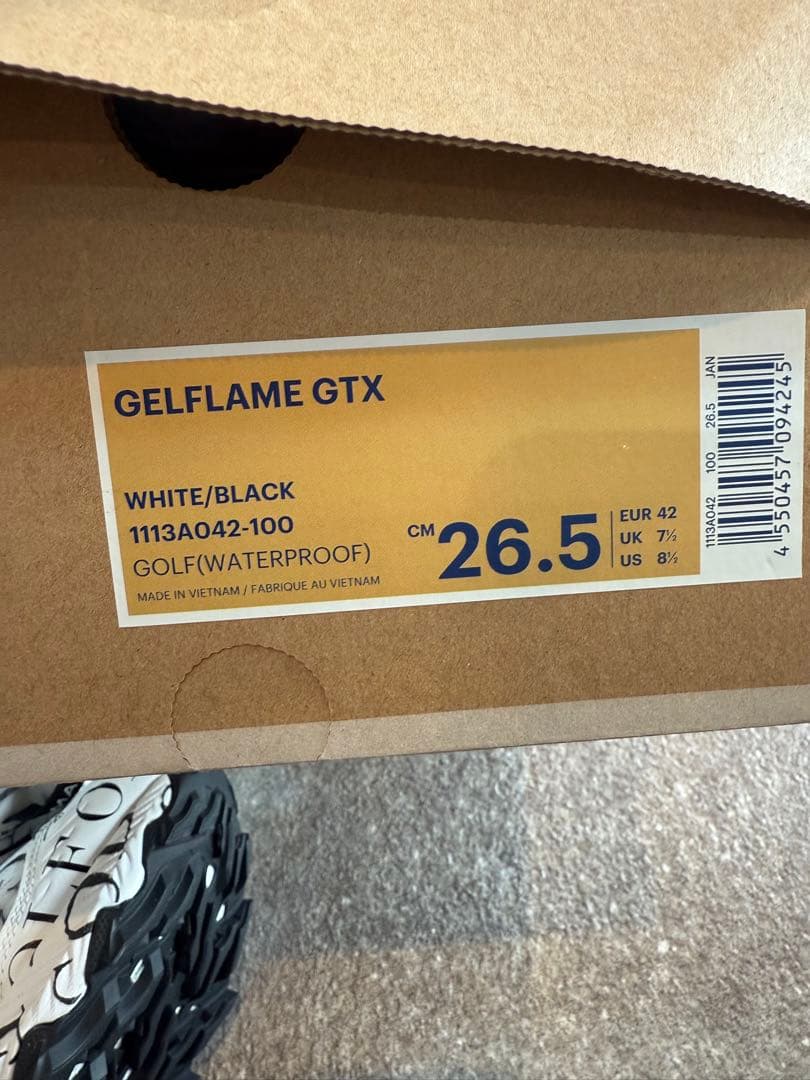 GELFLAME GTX
WHITE/BLACK
1113A042-100
GOLF(WATERPROOF)
MADE IN VIETNAM / FABRIQUE AU VIETNAM
CM 26.5
EUR 42
UK 7½
US 8½
1113A042 100 26.5 JAN
4 550457 094245